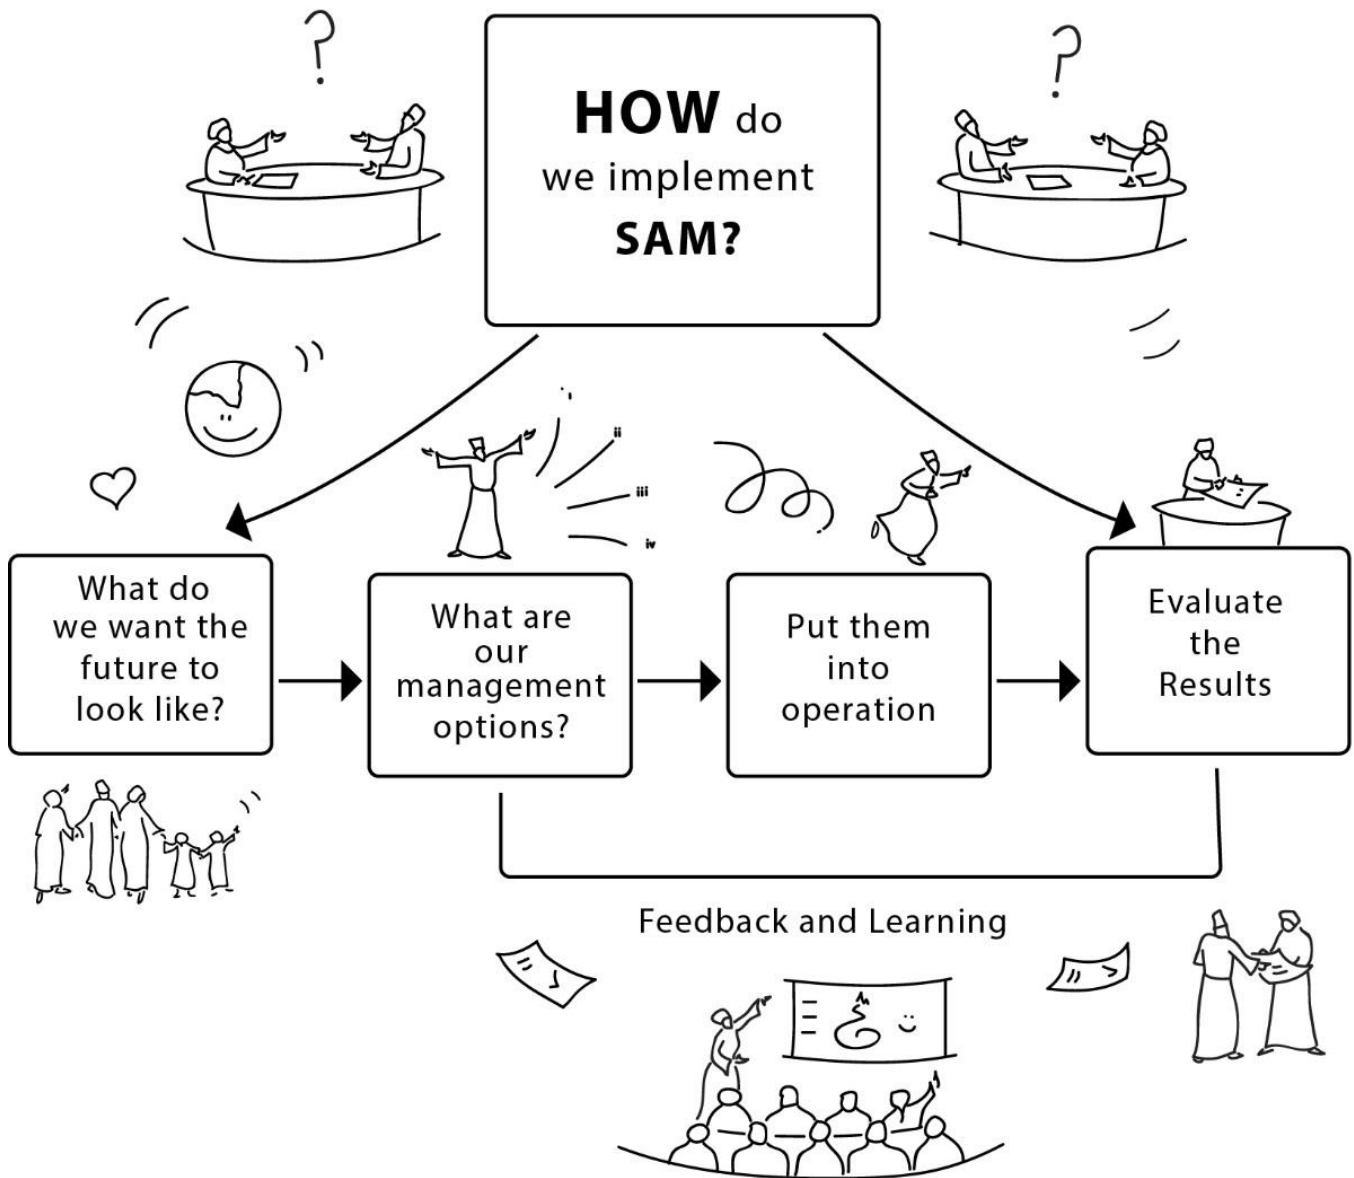 ?
?
HOW do
we implement
SAM?
i
ii
iii
iv
What do
we want the
future to
look like?
What are
our
management
options?
Put them
into
operation
Evaluate
the
Results
Feedback and Learning